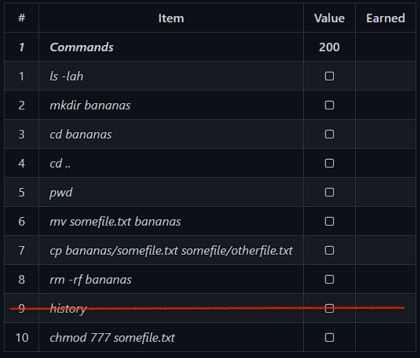 # Item Value Earned
1 Commands 200
1 ls -lah ▢
2 mkdir bananas ▢
3 cd bananas ▢
4 cd .. ▢
5 pwd ▢
6 mv somefile.txt bananas ▢
7 cp bananas/somefile.txt somefile/otherfile.txt ▢
8 rm -rf bananas ▢
9 history ▢
10 chmod 777 somefile.txt ▢